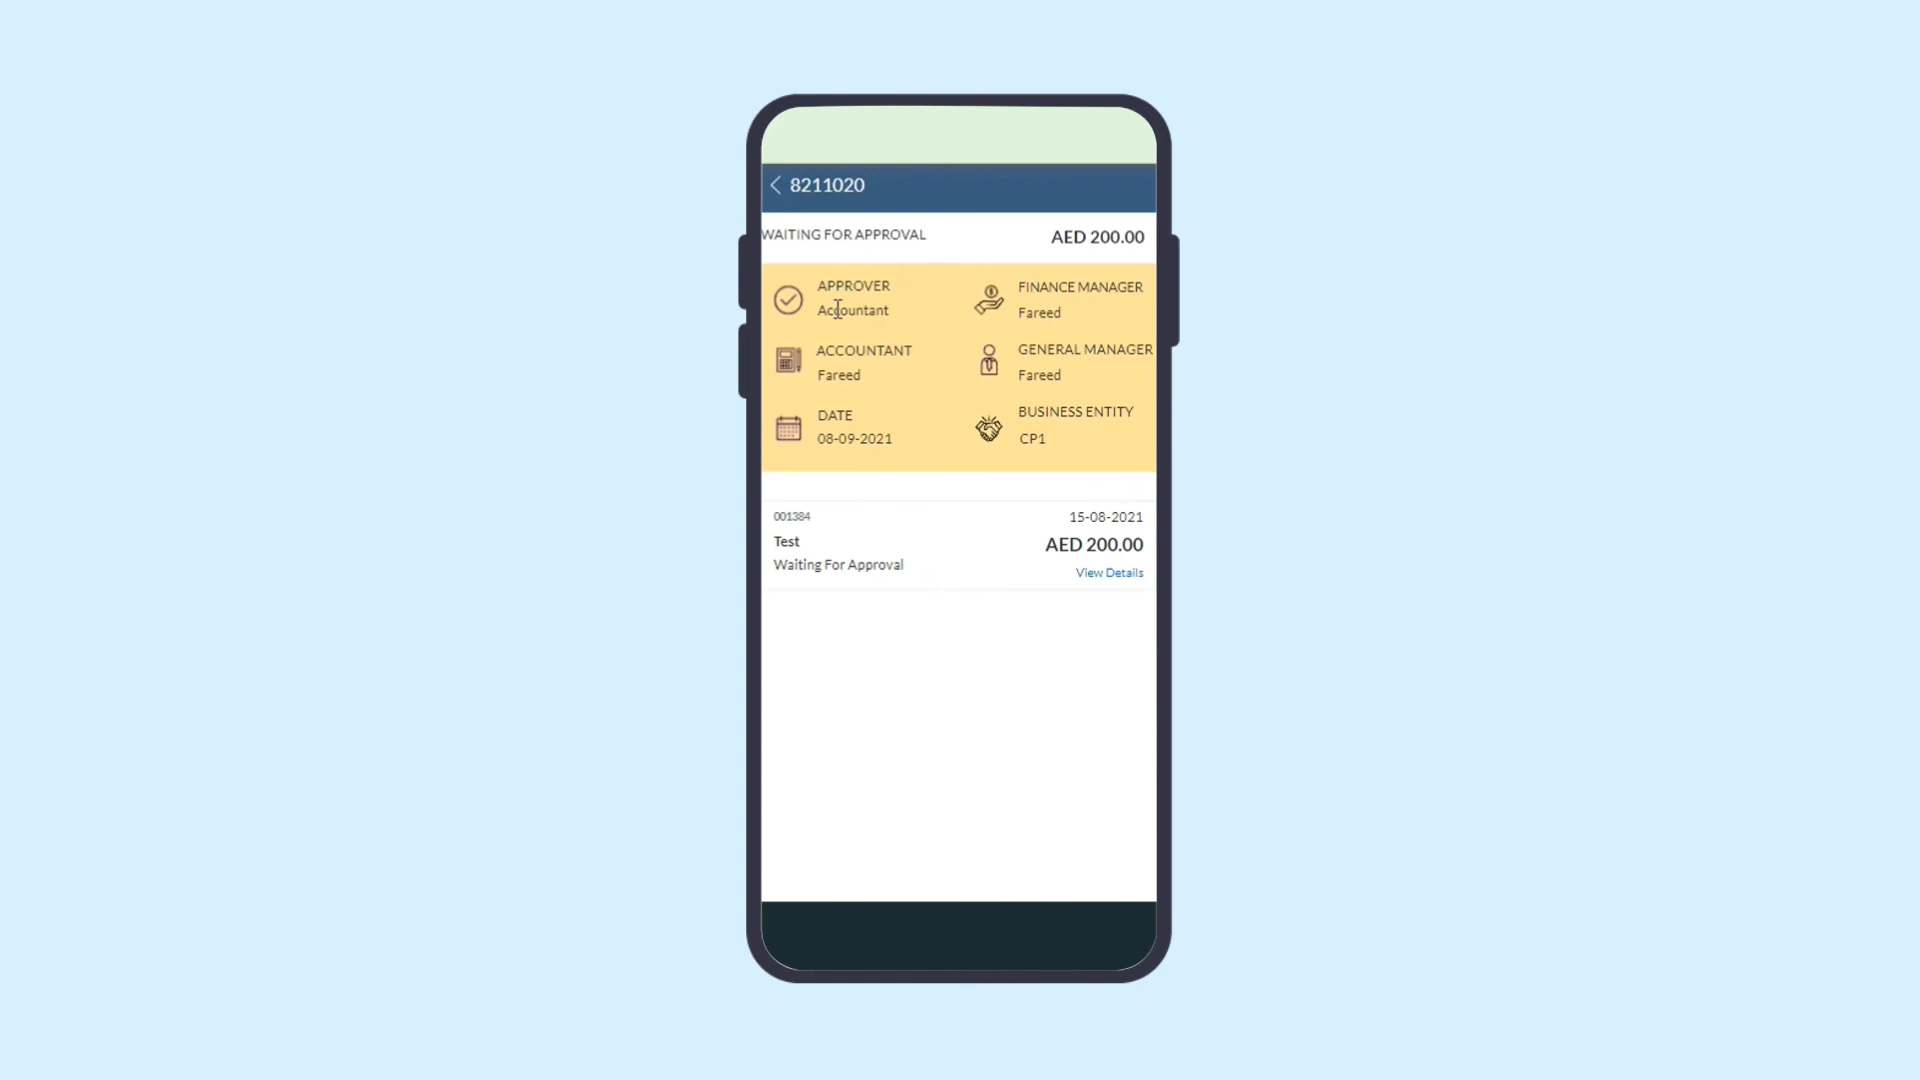 8211020
WAITING FOR APPROVAL
AED 200.00
APPROVER
Accountant
FINANCE MANAGER
Fareed
ACCOUNTANT
Fareed
GENERAL MANAGER
Fareed
DATE
08-09-2021
BUSINESS ENTITY
CP1
001384
15-08-2021
Test
AED 200.00
Waiting For Approval
View Details